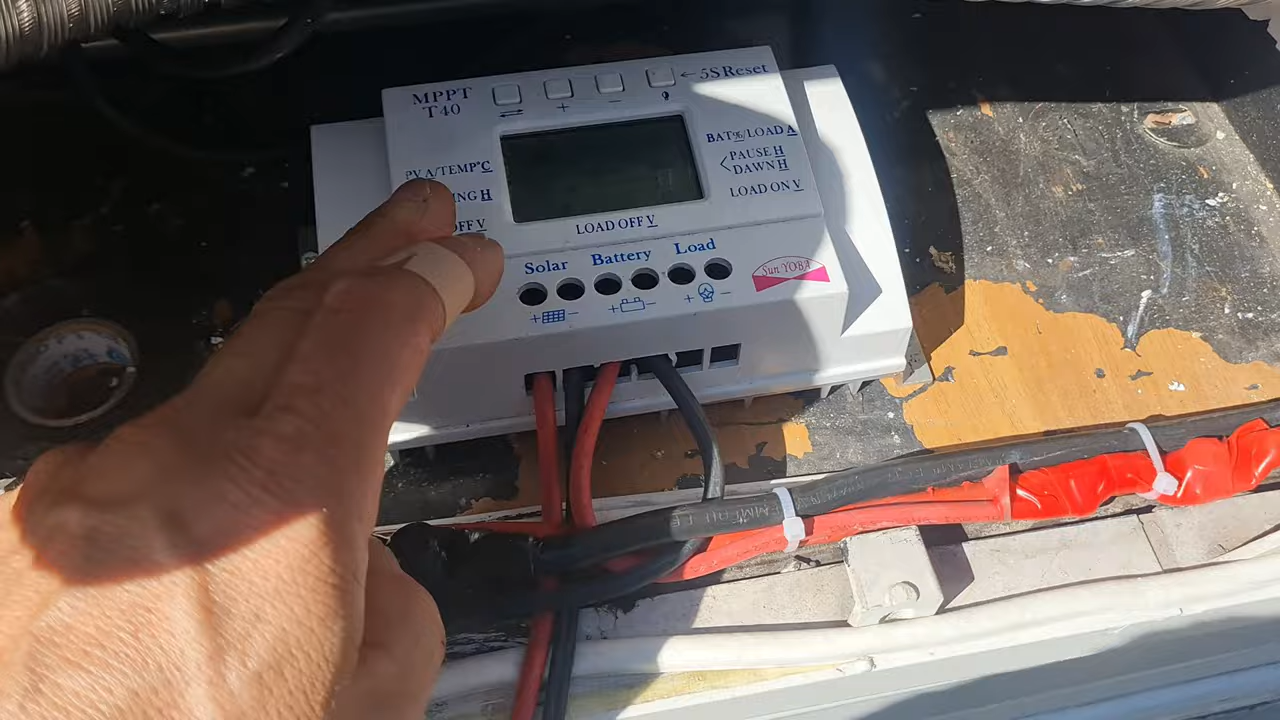 MPPT
T40
5S Reset
PV A/TEMP°C
BAT%/LOAD A
PAUSE H
DAWN H
LOAD ON V
LOAD OFF V
Solar
Battery
Load
Sun YOBA